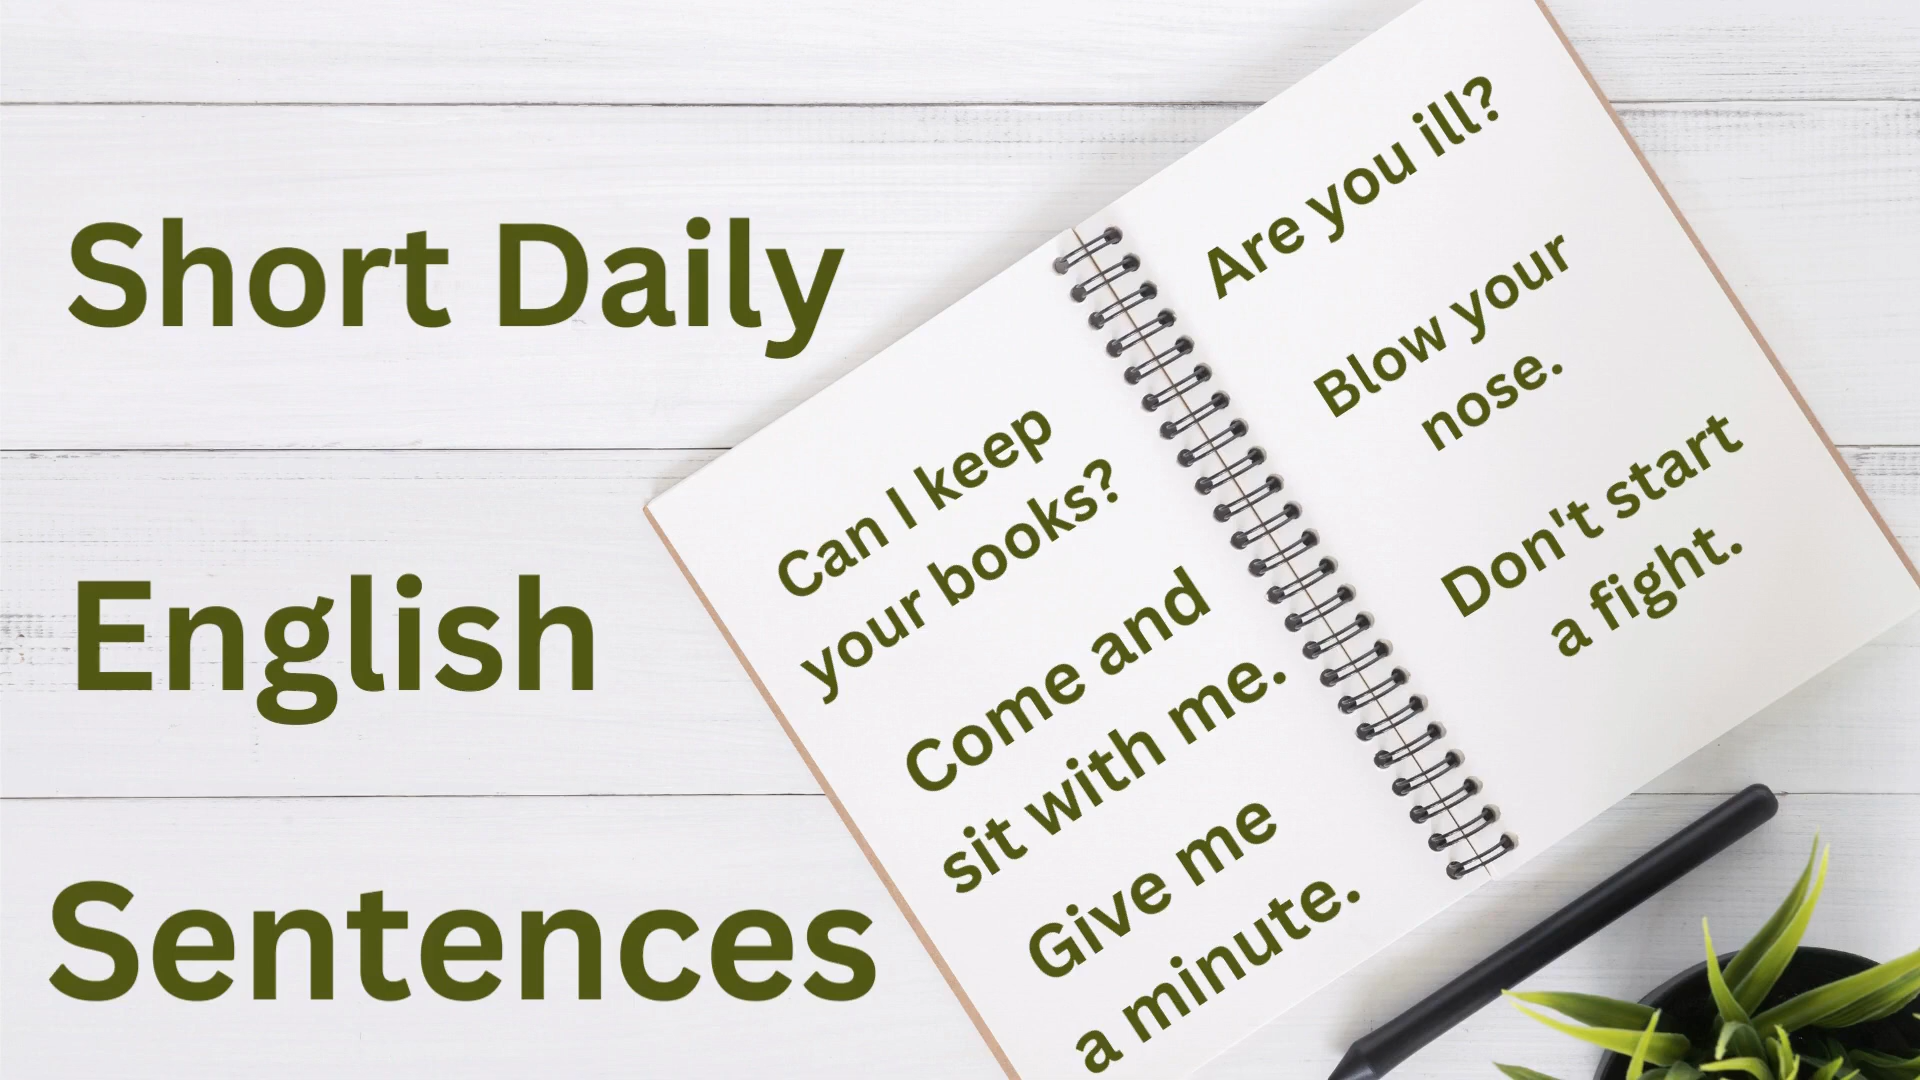 Short Daily
English
Sentences
Can I keep
your books?
Come and
sit with me.
Give me
a minute.
Are you ill?
Blow your
nose.
Don't start
a fight.